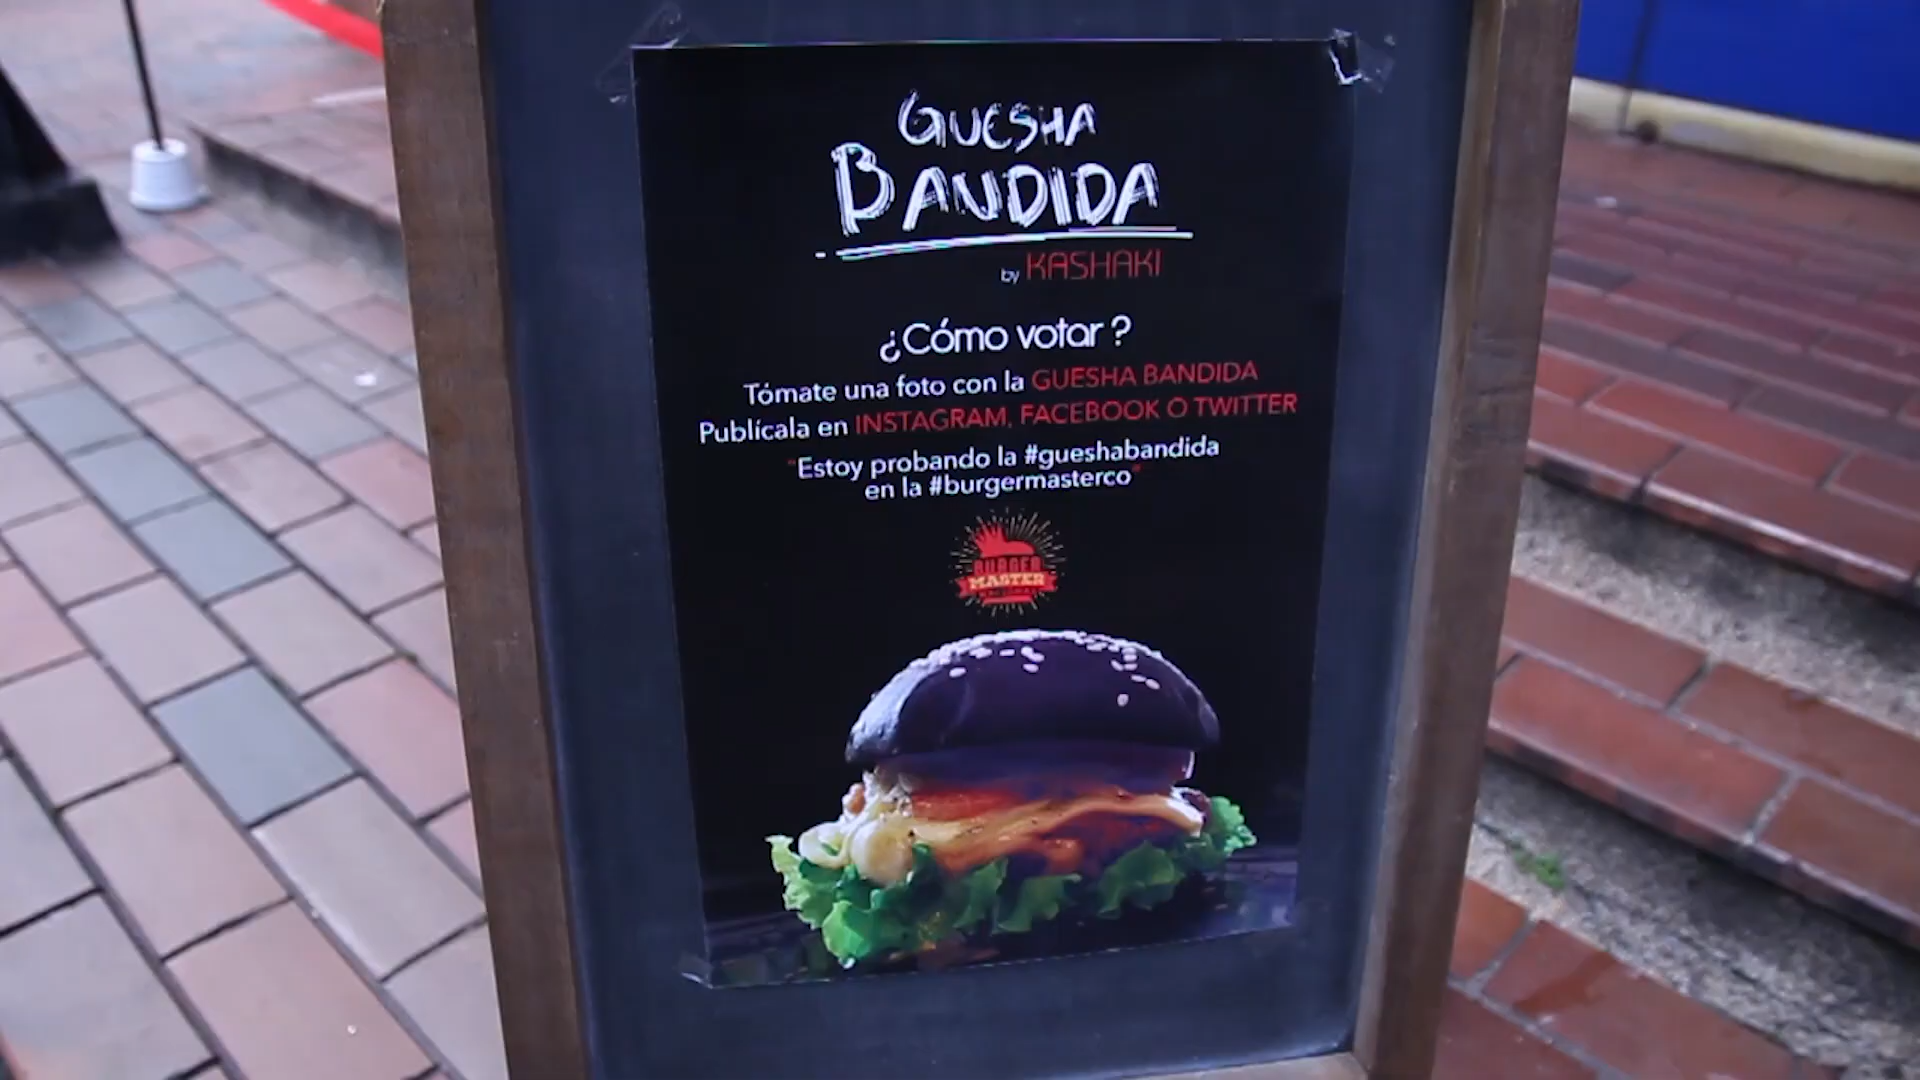 GUESHA
BANDIDA
by KASHAKI
¿Cómo votar ?
Tómate una foto con la GUESHA BANDIDA
Publícala en INSTAGRAM, FACEBOOK O TWITTER
"Estoy probando la #gueshabandida
en la #burgermasterco"
BURGER
MASTER